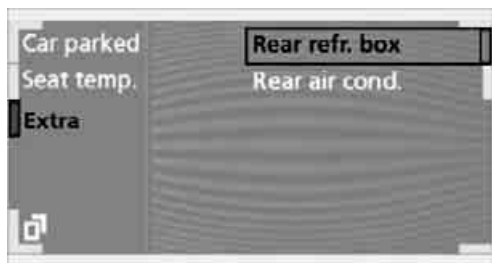 Car parked
Rear refr. box
Seat temp.
Rear air cond.
Extra